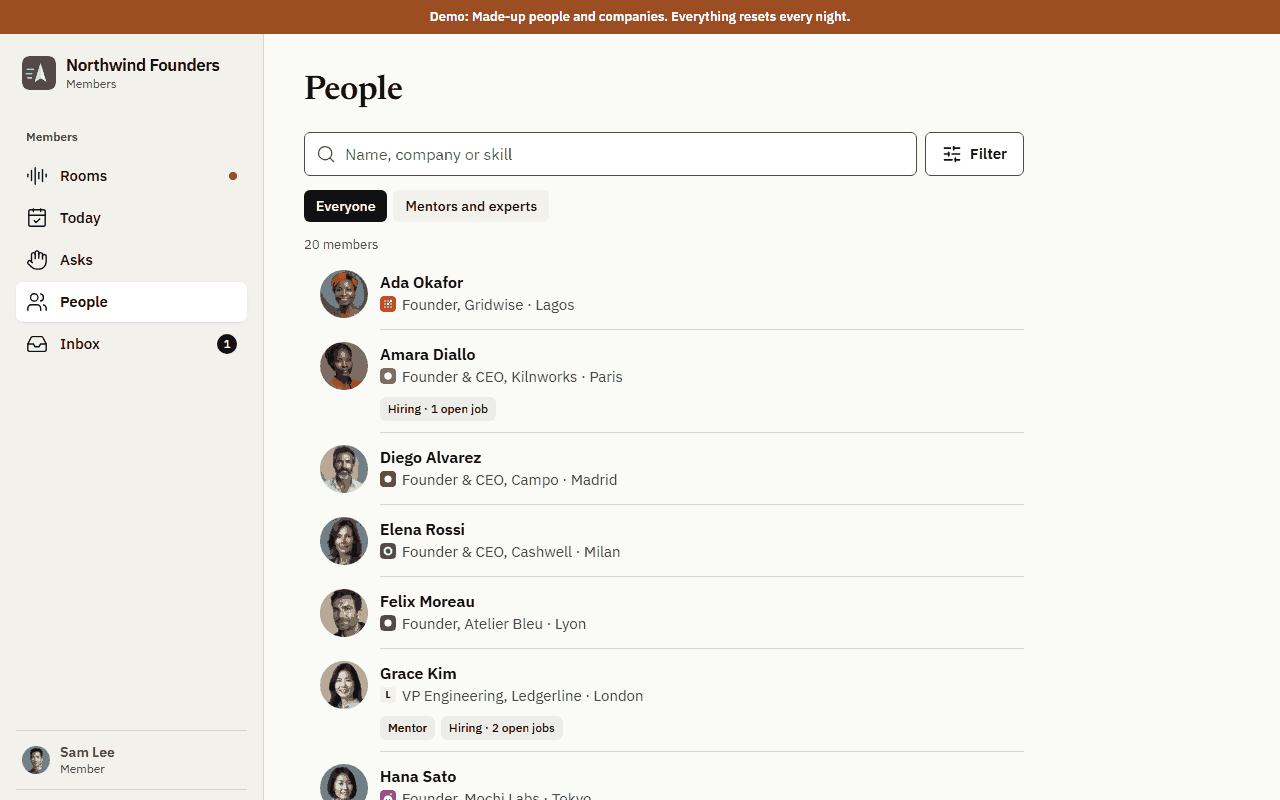 Demo: Made-up people and companies. Everything resets every night.
Northwind Founders
Members
Members
Rooms
Today
Asks
People
Inbox
1
Sam Lee
Member
People
Name, company or skill
Filter
Everyone
Mentors and experts
20 members
Ada Okafor
Founder, Gridwise · Lagos
Amara Diallo
Founder & CEO, Kilnworks · Paris
Hiring · 1 open job
Diego Alvarez
Founder & CEO, Campo · Madrid
Elena Rossi
Founder & CEO, Cashwell · Milan
Felix Moreau
Founder, Atelier Bleu · Lyon
Grace Kim
L VP Engineering, Ledgerline · London
Mentor
Hiring · 2 open jobs
Hana Sato
Founder, Mochi Labs · Tokyo